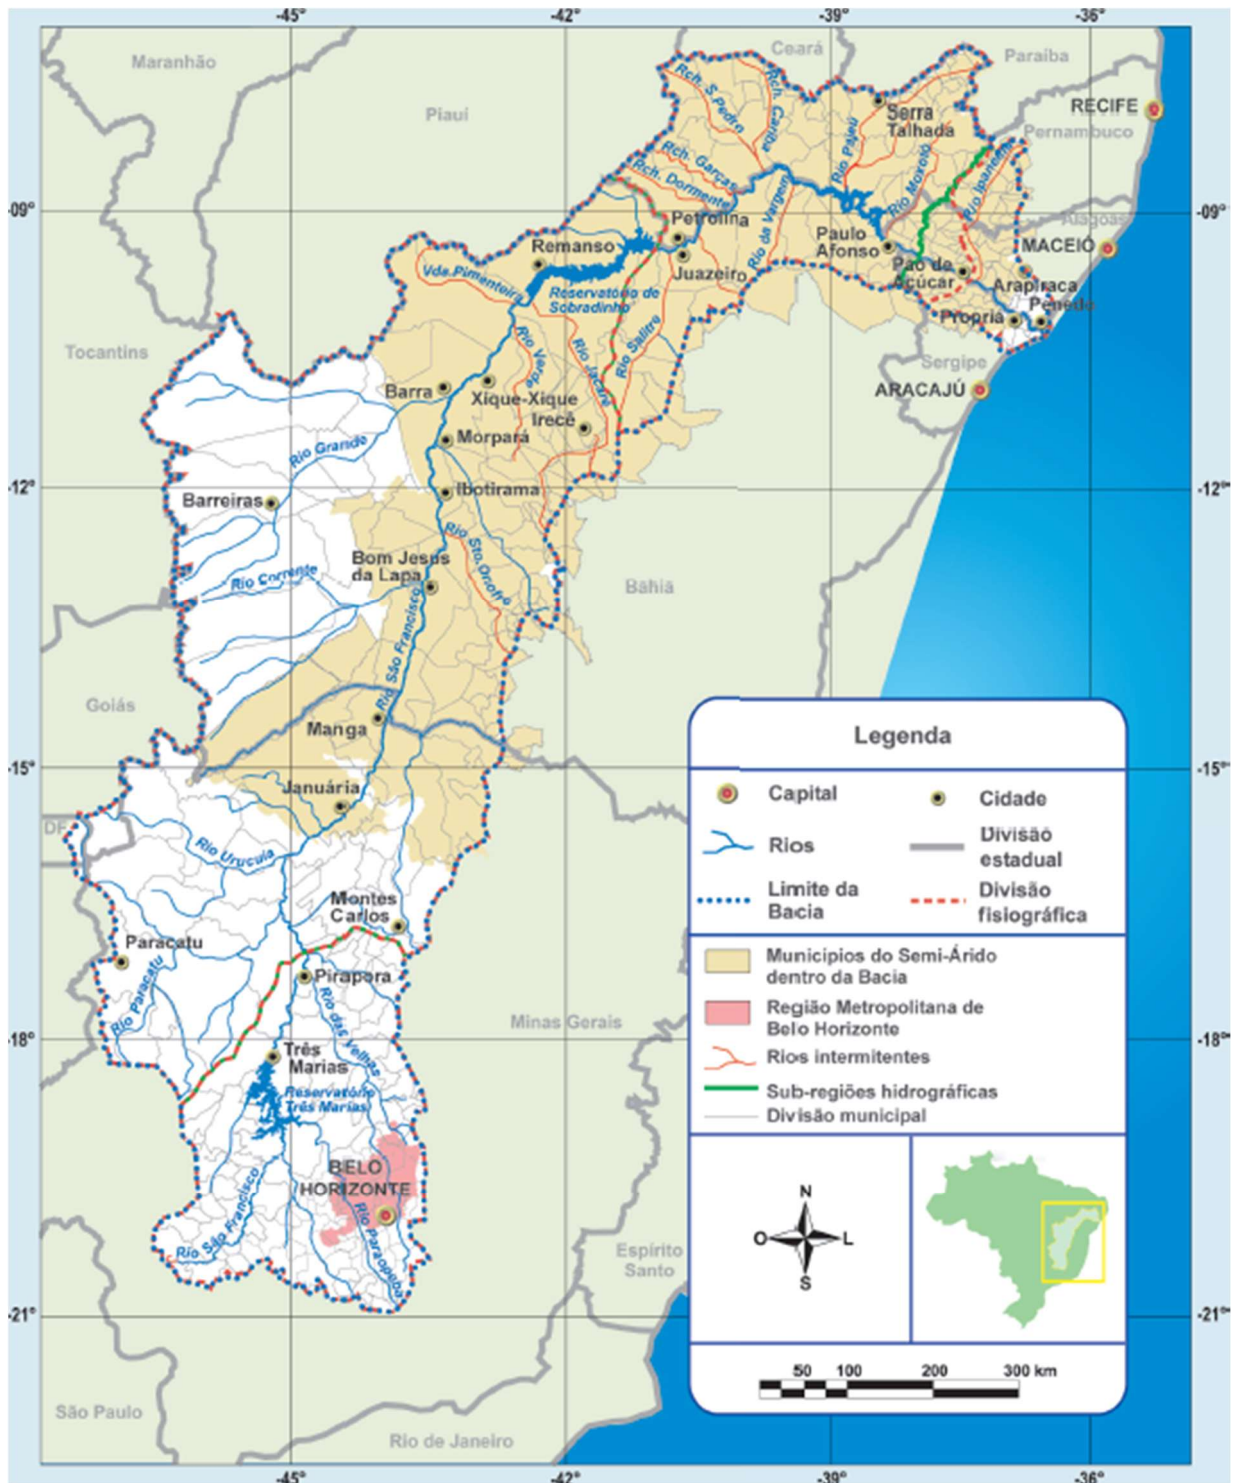 -45°
-42°
-39°
-36°
Maranhão
Ceará
Paraíba
Piauí
Rch. S Pedro
Rch. Cariba
RECIFE
Serra
Talhada
Pernambuco
Rio Pajeú
Rch. Garças
Rch. Dormente
Rio Moxotó
Rio Ipanema
-09°
-09°
Petrolina
Rio da Vargem
Alagoas
Remanso
Paulo
Afonso
MACEIÓ
Vda.Pimenteira
Juazeiro
Pão de
Açúcar
Arapiraca
Reservatório de
Sobradinho
Penedo
Propriá
Tocantins
Rio Verde
Rio Jacaré
Rio Salitre
Sergipe
Barra
Xique-Xique
ARACAJÚ
Irecê
Rio Grande
Morpará
-12°
-12°
Barreiras
Ibotirama
Rio Sto.Onofre
Bom Jesus
da Lapa
Rio Corrente
Bahia
Rio São Francisco
Goiás
Manga
-15°
-15°
Januária
DF
Rio Urucuia
Montes
Carlos
Paracatu
Rio Paracatu
Pirapora
Rio das Velhas
Minas Gerais
-18°
-18°
Três
Marias
Reservatório
Três Marias
BELO
HORIZONTE
Rio São Francisco
Rio Paraopeba
Espírito
Santo
-21°
-21°
São Paulo
Rio de Janeiro
-45°
-42°
-39°
-36°
Legenda
Capital
Cidade
Rios
Divisão
estadual
Limite da
Bacia
Divisão
fisiográfica
Municípios do Semi-Árido
dentro da Bacia
Região Metropolitana de
Belo Horizonte
Rios intermitentes
Sub-regiões hidrográficas
Divisão municipal
N
O
L
S
50
100
200
300 km